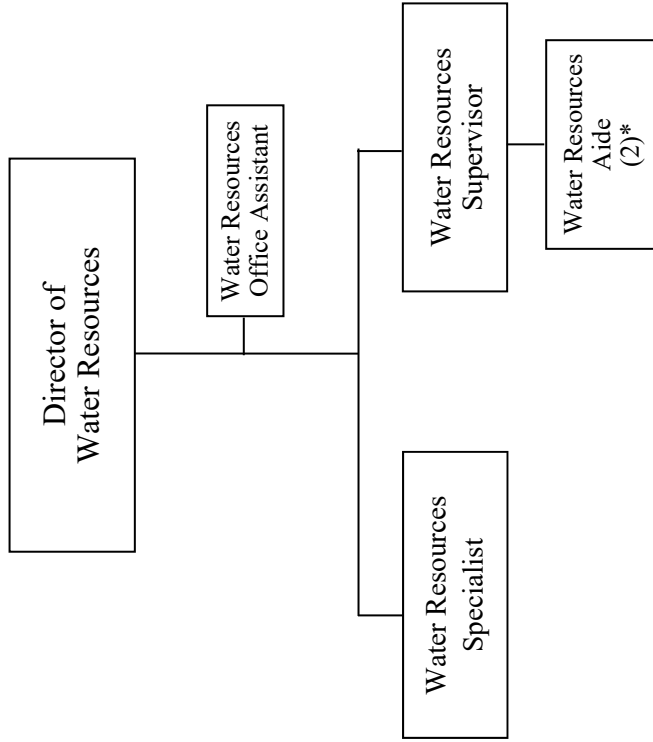 Director of
Water Resources
Water Resources
Office Assistant
Water Resources
Specialist
Water Resources
Supervisor
Water Resources
Aide
(2)*